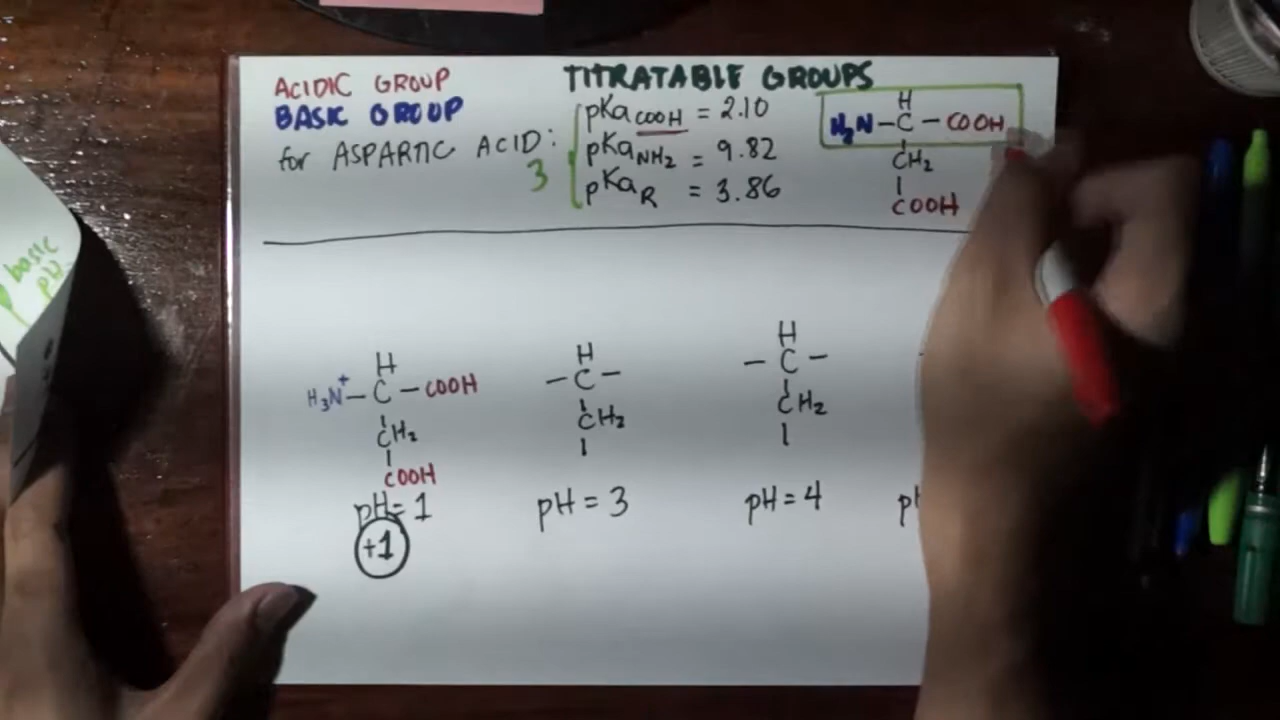 ACIDIC GROUP
BASIC GROUP
for ASPARTIC ACID:
3
TITRATABLE GROUPS
pKa COOH = 2.10
pKa NH₂ = 9.82
pKa R = 3.86
H
H₂N – C – COOH
CH₂
COOH
basic
pH
H
H₃N⁺ – C – COOH
CH₂
COOH
pH = 1
+1
H
– C –
CH₂
pH = 3
H
– C –
CH₂
pH = 4